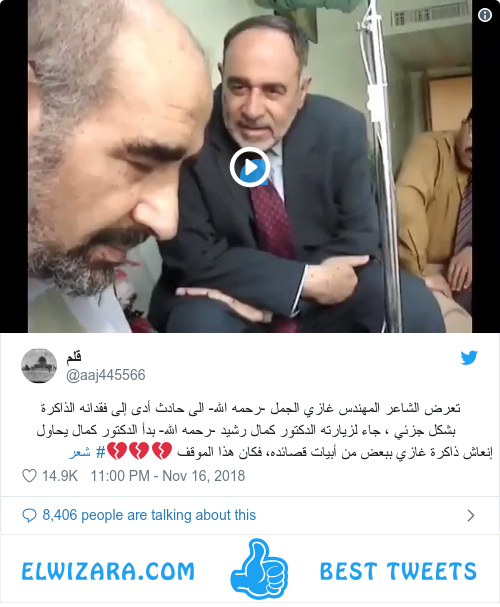 قلم
@aaj445566
تعرض الشاعر المهندس غازي الجمل -رحمه الله- الى حادث أدى إلى فقدانه الذاكرة
بشكل جزئي ، جاء لزيارته الدكتور كمال رشيد -رحمه الله- بدأ الدكتور كمال يحاول
إنعاش ذاكرة غازي ببعض من أبيات قصائده، فكان هذا الموقف 💔💔💔# شعر
14.9K 11:00 PM - Nov 16, 2018
8,406 people are talking about this
ELWIZARA.COM BEST TWEETS